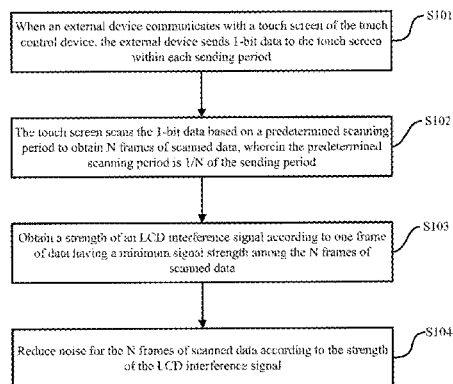 When an external device communicates with a touch screen of the touch
control device, the external device sends 1-bit data to the touch screen
within each sending period
S101
The touch screen scans the 1-bit data based on a predetermined scanning
period to obtain N frames of scanned data, wherein the predetermined
scanning period is 1/N of the sending period
S102
Obtain a strength of an LCD interference signal according to one frame
of data having a minimum signal strength among the N frames of
scanned data
S103
Reduce noise for the N frames of scanned data according to the strength
of the LCD interference signal
S104